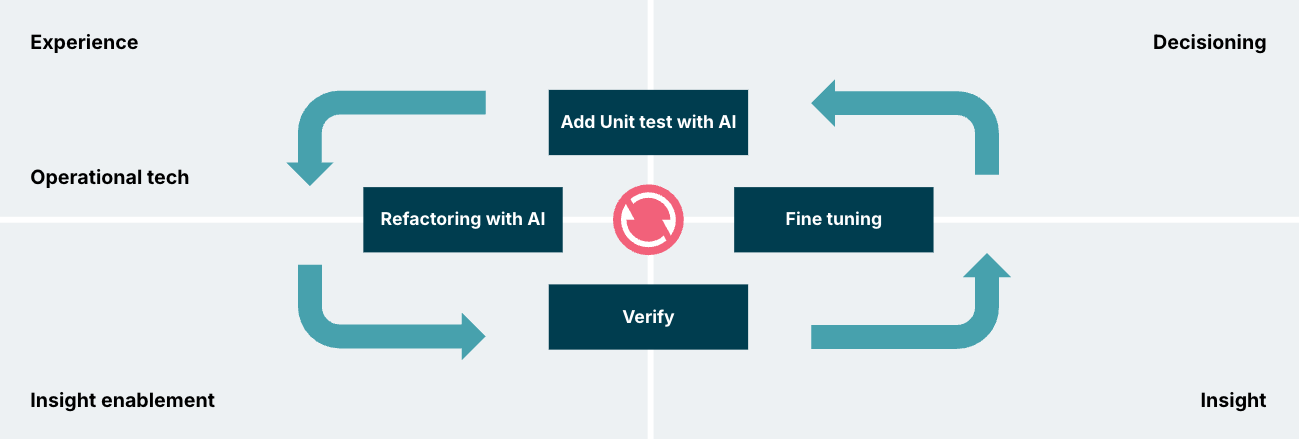 Experience
Decisioning
Add Unit test with AI
Operational tech
Refactoring with AI
Fine tuning
Verify
Insight enablement
Insight